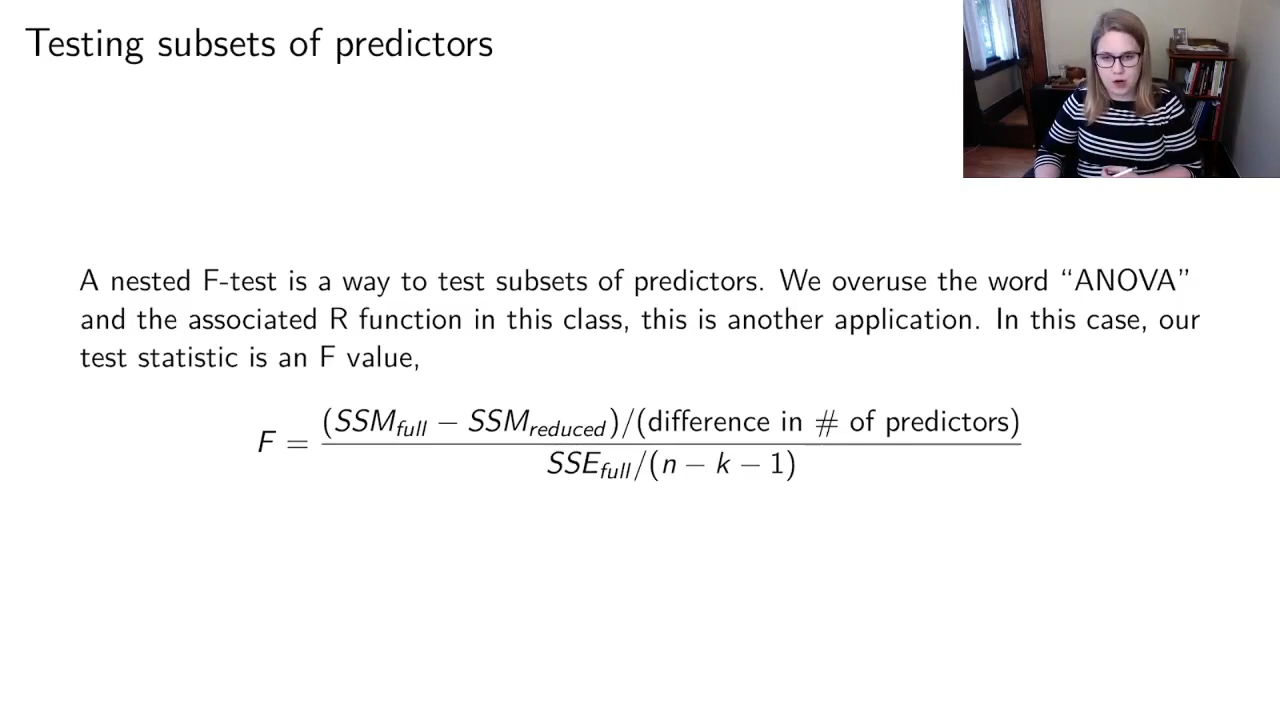 Testing subsets of predictors
A nested F-test is a way to test subsets of predictors. We overuse the word “ANOVA”
and the associated R function in this class, this is another application. In this case, our
test statistic is an F value,
F = (SSM_full − SSM_reduced)/(difference in # of predictors)
SSE_full/(n − k − 1)